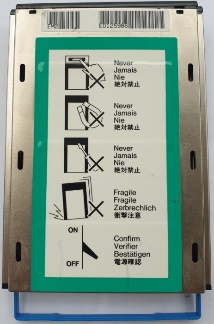 Never
Jamais
Nie
絶対禁止
Never
Jamais
Nie
絶対禁止
Never
Jamais
Nie
絶対禁止
Fragile
Fragile
Zerbrechlich
衝撃注意
ON
OFF
Confirm
Verifier
Bestätigen
電源確認